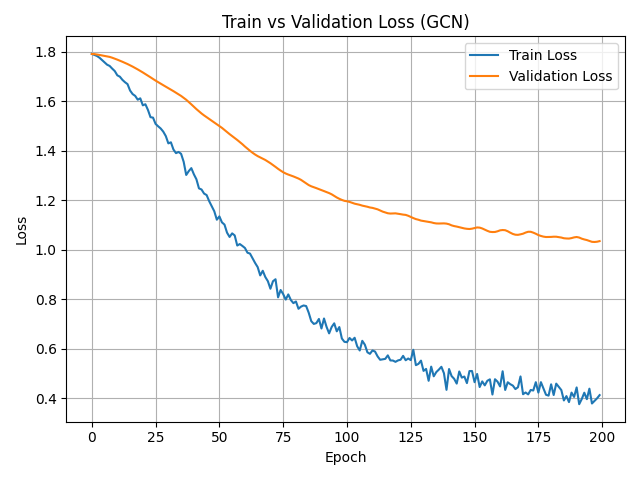 Train vs Validation Loss (GCN)
Train Loss
Validation Loss
Loss
1.8
1.6
1.4
1.2
1.0
0.8
0.6
0.4
0 25 50 75 100 125 150 175 200
Epoch